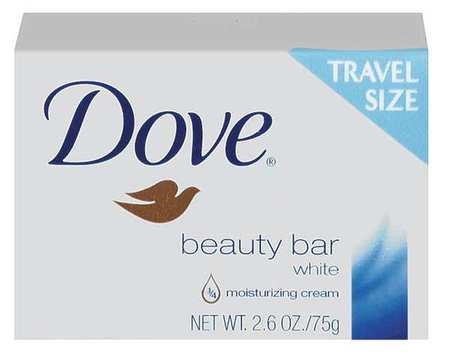 TRAVEL
SIZE
Dove®
beauty bar
white
¼ moisturizing cream
NET WT. 2.6 OZ./75g